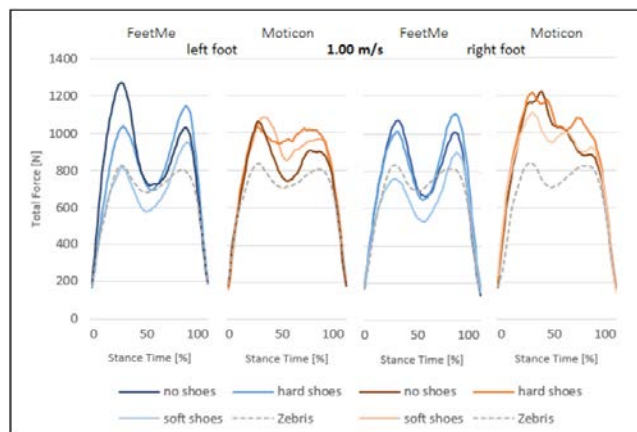 FeetMe Moticon FeetMe Moticon
left foot 1.00 m/s right foot
Total Force [N]
1400
1200
1000
800
600
400
200
0
0 50 100 0 50 100 0 50 100 0 50 100
Stance Time [%] Stance Time [%] Stance Time [%] Stance Time [%]
no shoes hard shoes no shoes hard shoes
soft shoes Zebris soft shoes Zebris